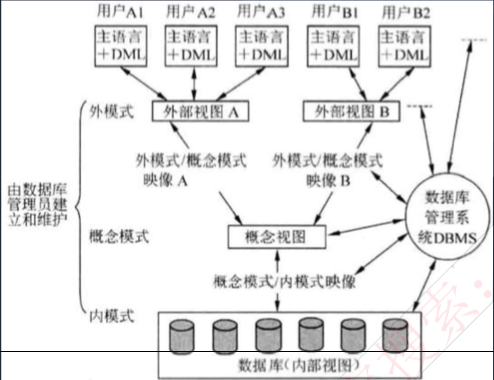 用户A1 用户A2 用户A3 用户B1 用户B2
主语言 主语言 主语言 主语言 主语言
+DML +DML +DML +DML +DML
外模式 外部视图 A 外部视图 B
外模式/概念模式 外模式/概念模式
映像 A 映像 B
由数据库
管理员建
立和维护
数据库
管理系
统DBMS
概念模式 概念视图
概念模式/内模式映像
内模式
数据库(内部视图)